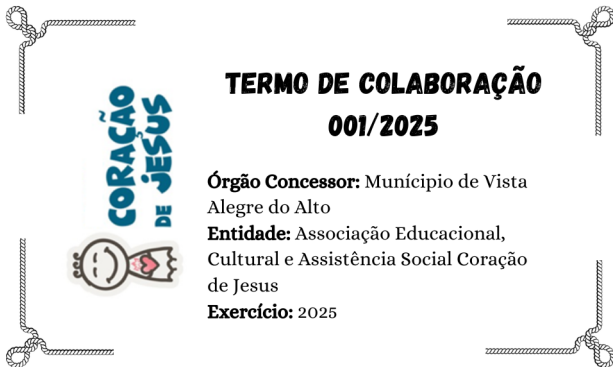 CORAÇÃO
DE JESUS
TERMO DE COLABORAÇÃO
001/2025
Órgão Concessor: Munícipio de Vista
Alegre do Alto
Entidade: Associação Educacional,
Cultural e Assistência Social Coração
de Jesus
Exercício: 2025